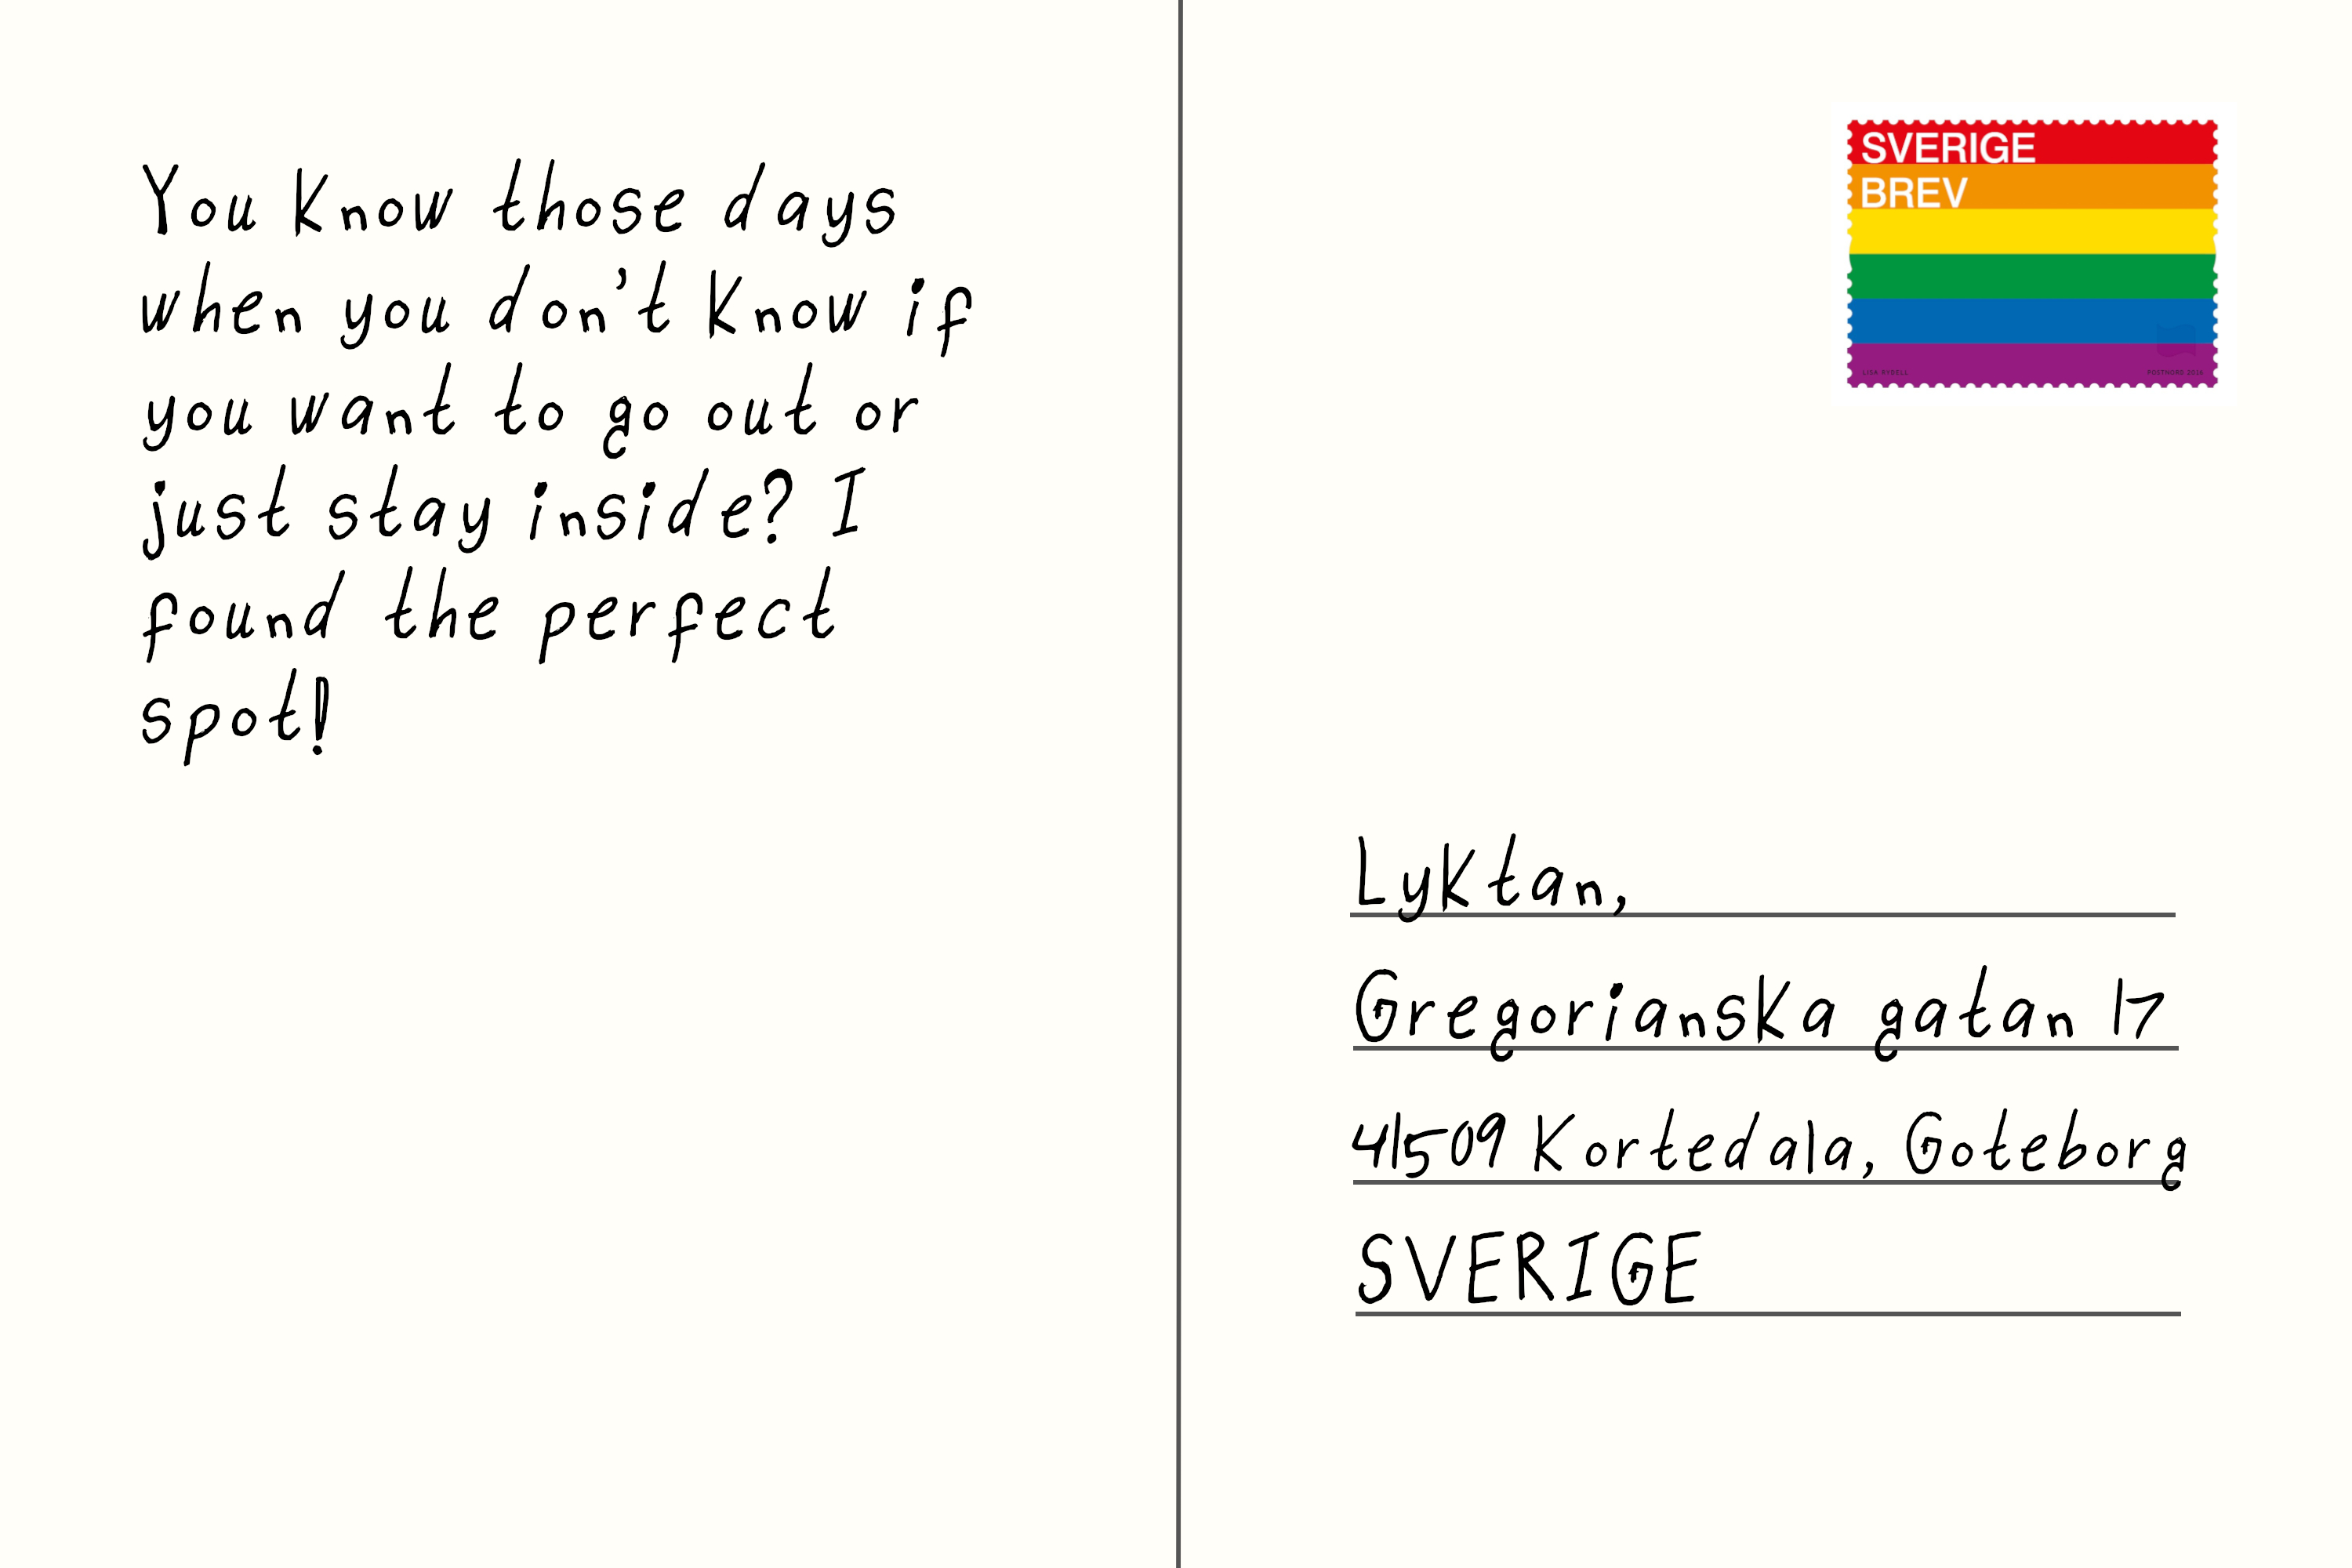 You know those days
when you don't know if
you want to go out or
just stay inside? I
found the perfect
spot!
SVERIGE
BREV
LISA RYDELL
POSTNORD 2016
Lyktan,
Gregorianska gatan 17
41509 Kortedala, Goteborg
SVERIGE